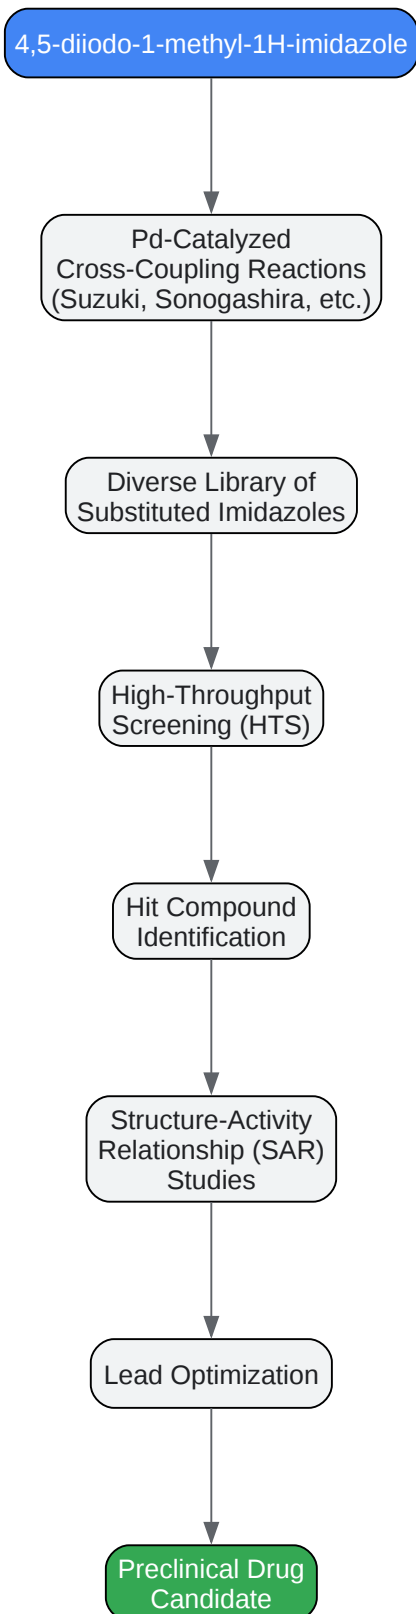 4,5-diiodo-1-methyl-1H-imidazole
Pd-Catalyzed
Cross-Coupling Reactions
(Suzuki, Sonogashira, etc.)
Diverse Library of
Substituted Imidazoles
High-Throughput
Screening (HTS)
Hit Compound
Identification
Structure-Activity
Relationship (SAR)
Studies
Lead Optimization
Preclinical Drug
Candidate